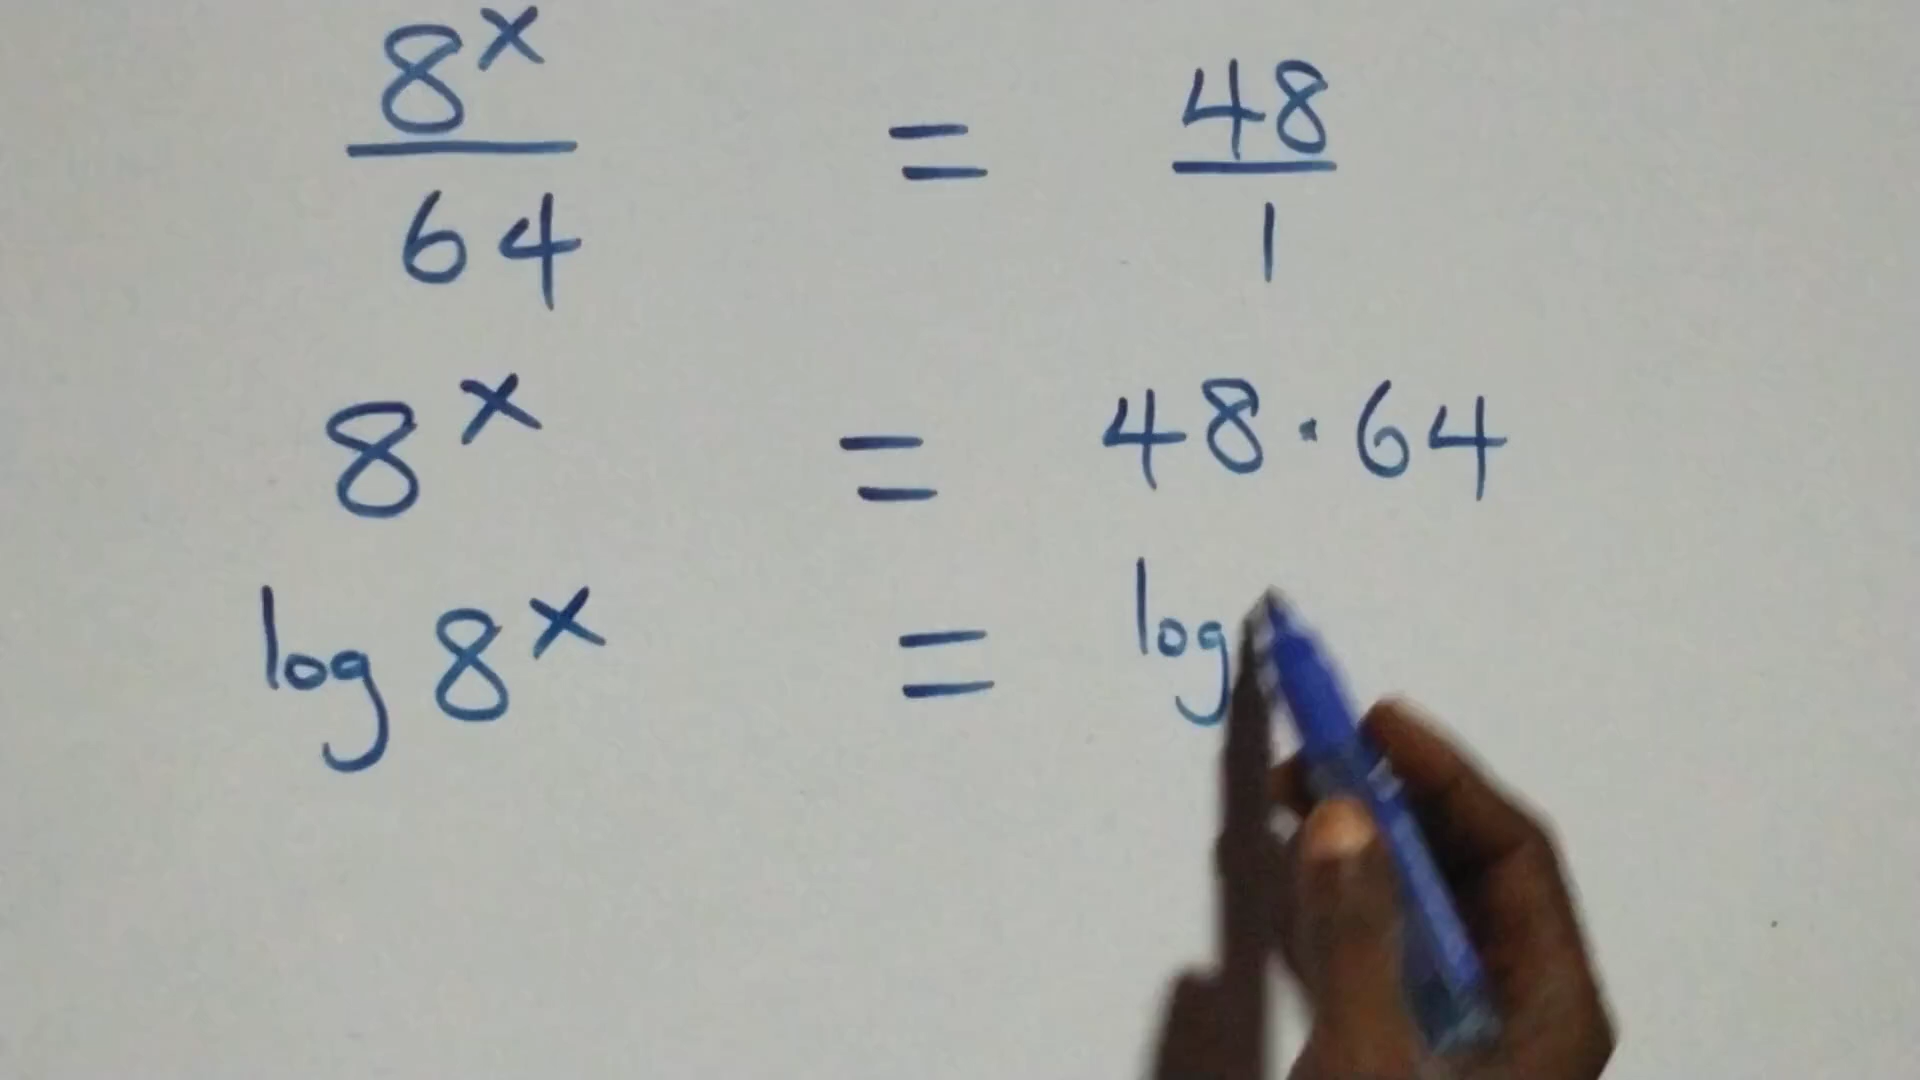 8^x / 64 = 48 / 1
8^x = 48 · 64
log 8^x = log